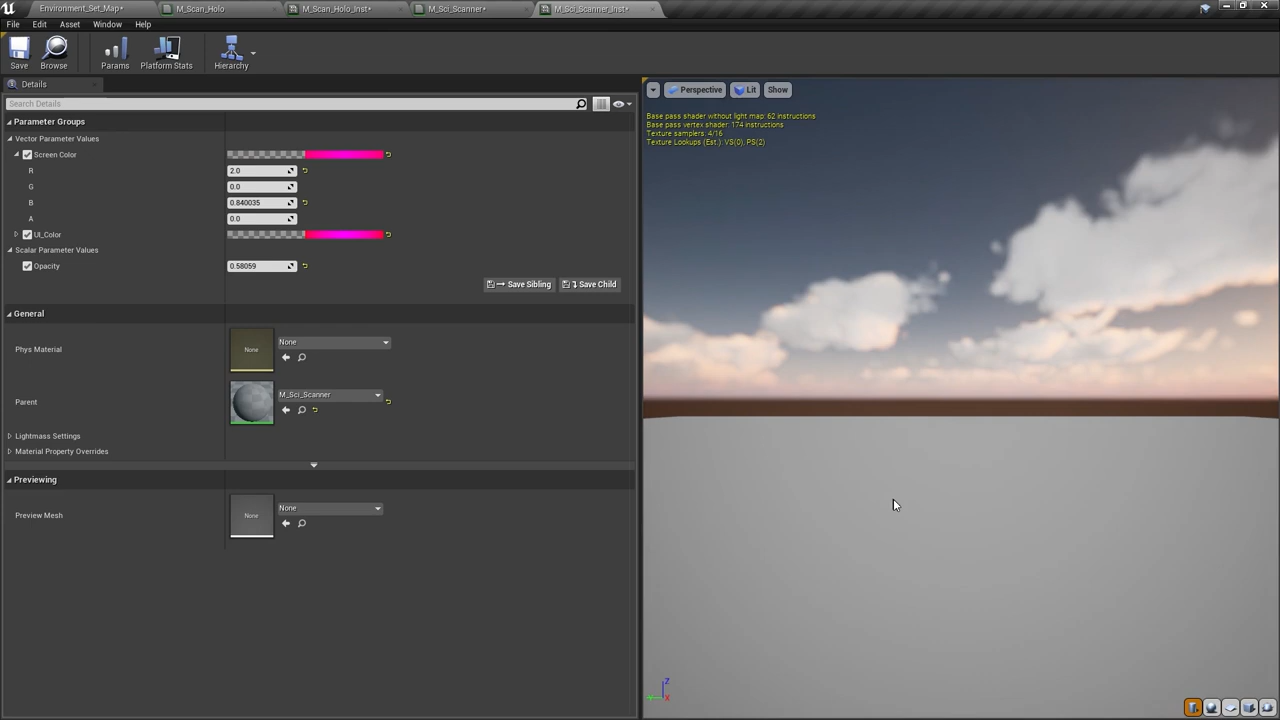 Environment_Set_Map*
M_Scan_Holo
M_Scan_Holo_Inst*
M_Sci_Scanner*
M_Sci_Scanner_Inst*
File Edit Asset Window Help
Save Browse Params Platform Stats Hierarchy
Details
Search Details
Perspective Lit Show
Base pass shader without light map: 62 instructions
Base pass vertex shader: 174 instructions
Texture samplers: 4/16
Texture Lookups (Est.): VS(0), PS(2)
Parameter Groups
Vector Parameter Values
Screen Color
R 2.0
G 0.0
B 0.840035
A 0.0
UI_Color
Scalar Parameter Values
Opacity 0.58059
Save Sibling Save Child
General
Phys Material None None
Parent M_Sci_Scanner
Lightmass Settings
Material Property Overrides
Previewing
Preview Mesh None None
Z
Y
X